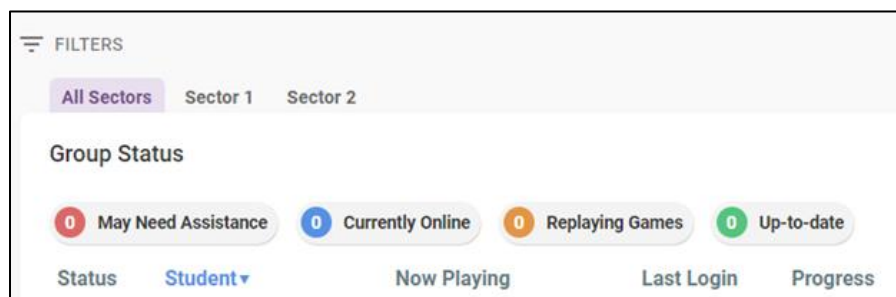 FILTERS
All Sectors Sector 1 Sector 2
Group Status
0 May Need Assistance 0 Currently Online 0 Replaying Games 0 Up-to-date
Status Student▾ Now Playing Last Login Progress